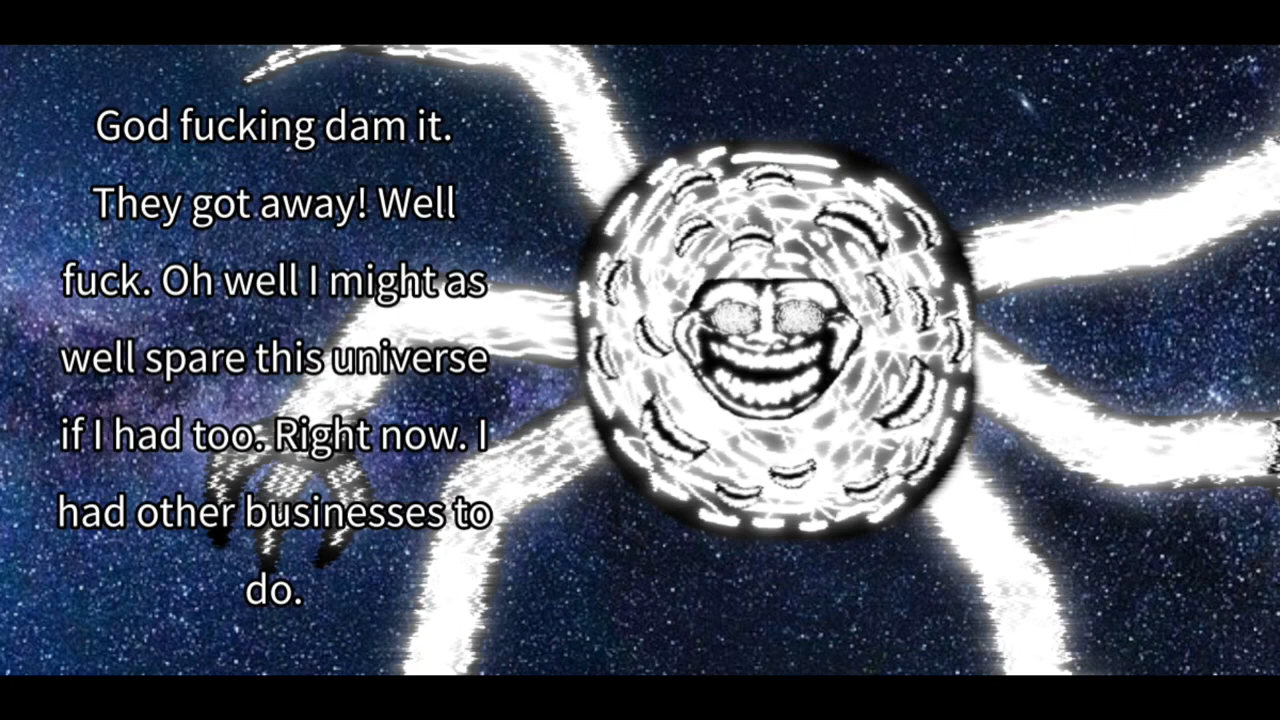 God fucking dam it.
They got away! Well
fuck. Oh well I might as
well spare this universe
if I had too. Right now. I
had other businesses to
do.